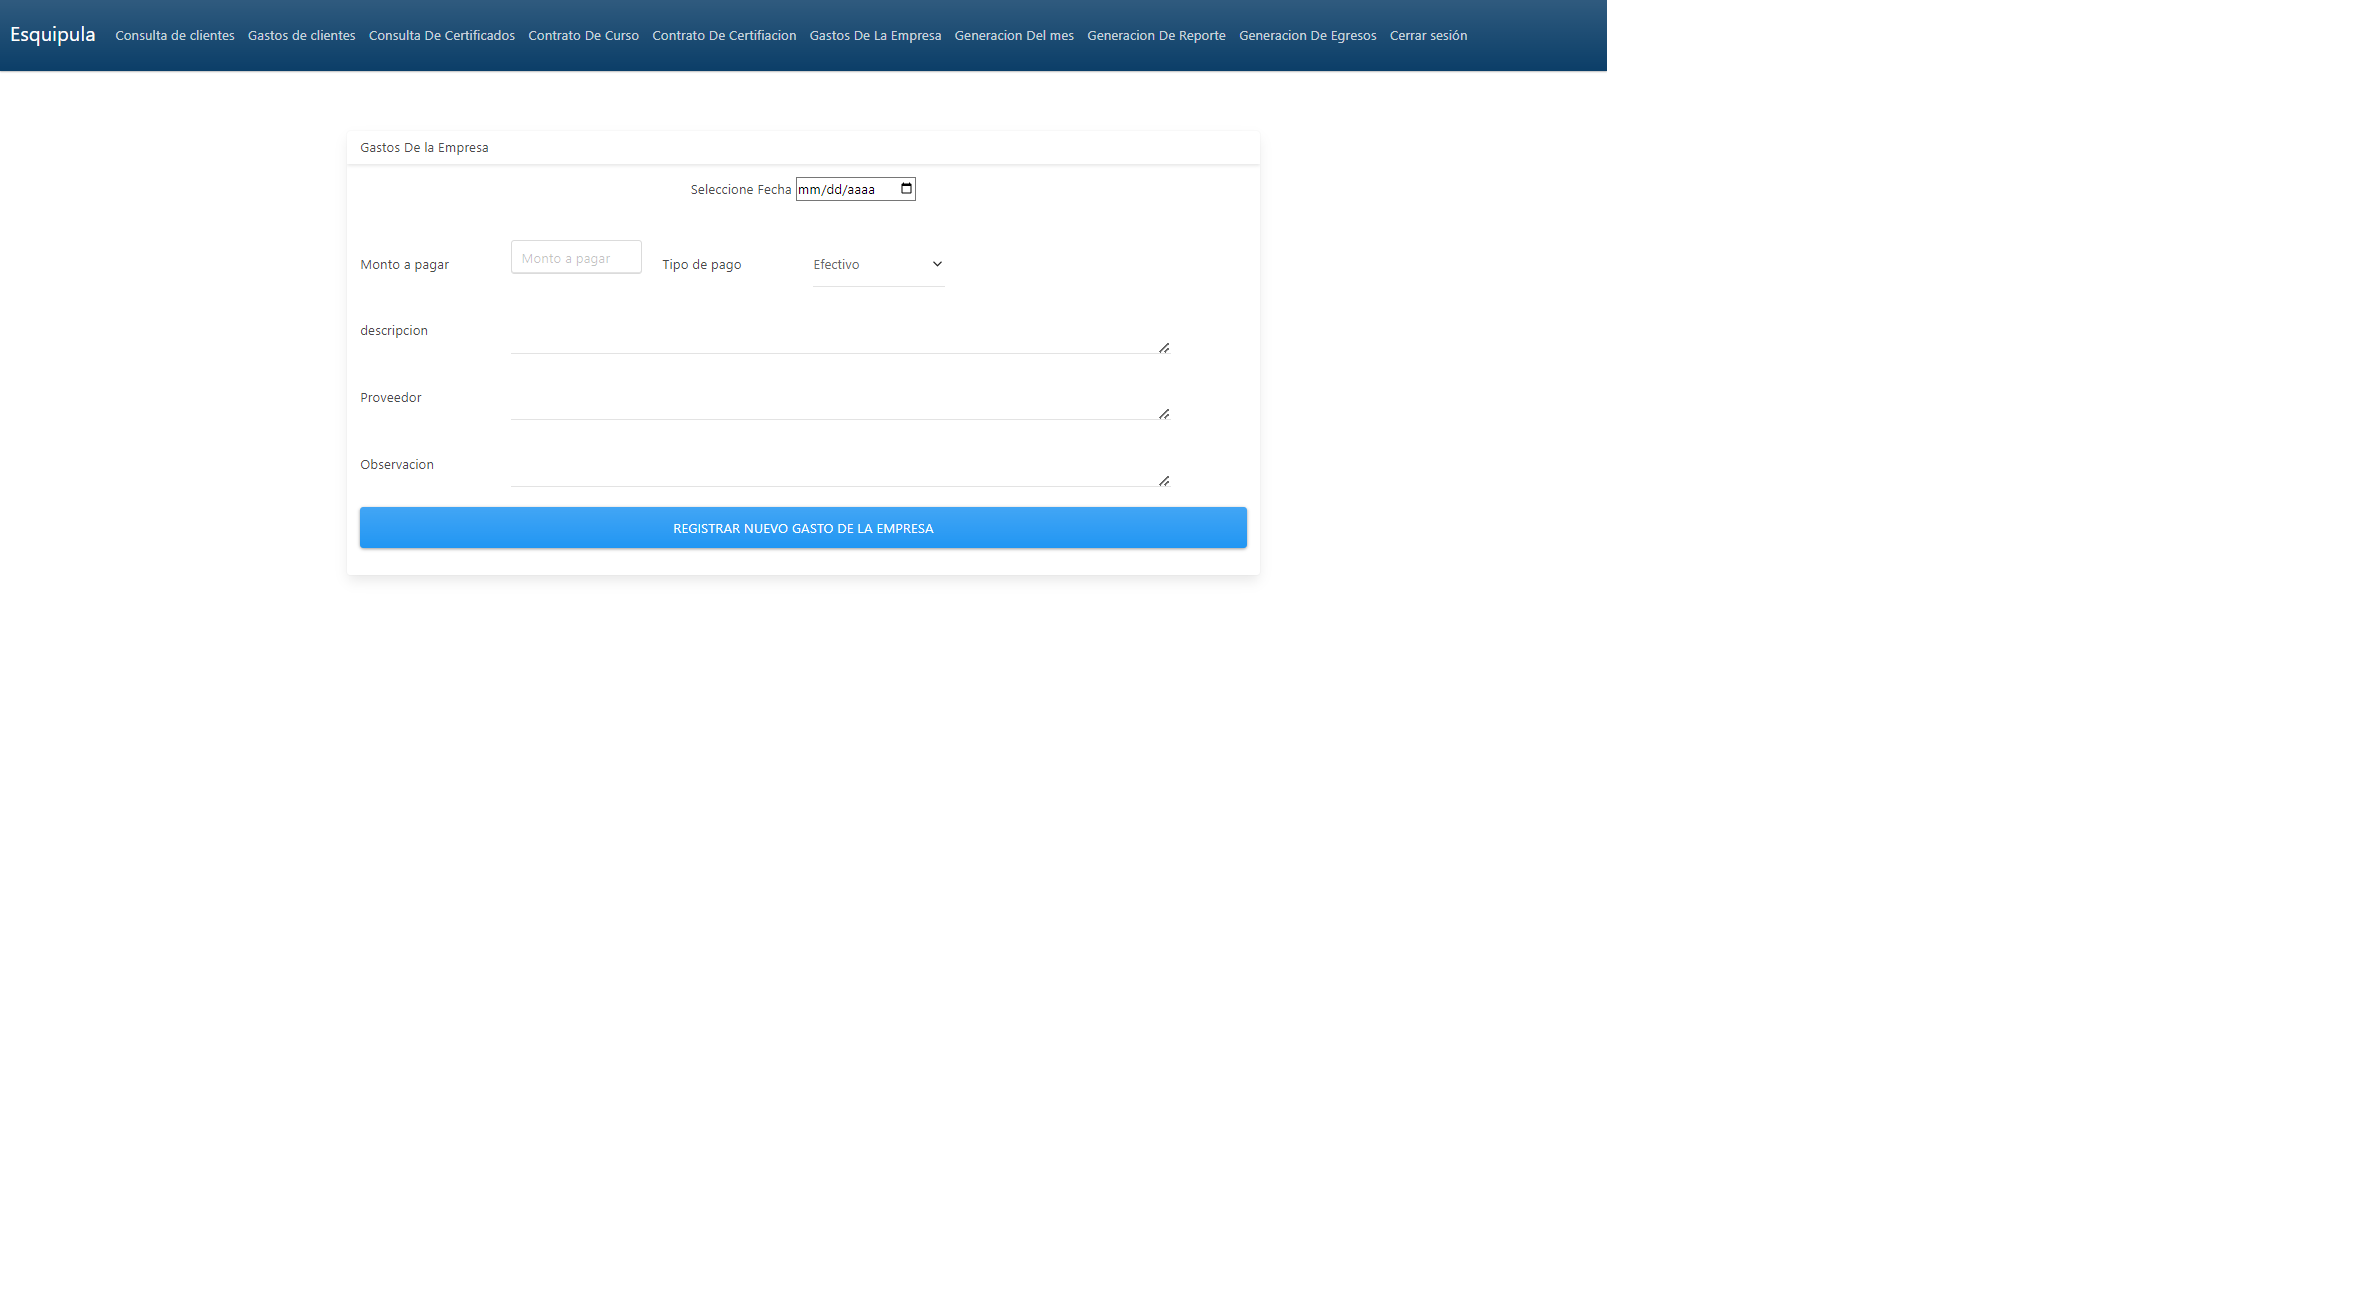 Esquipula Consulta de clientes Gastos de clientes Consulta De Certificados Contrato De Curso Contrato De Certifiacion Gastos De La Empresa Generacion Del mes Generacion De Reporte Generacion De Egresos Cerrar sesión
Gastos De la Empresa
Seleccione Fecha mm/dd/aaaa
Monto a pagar Monto a pagar Tipo de pago Efectivo
descripcion
Proveedor
Observacion
REGISTRAR NUEVO GASTO DE LA EMPRESA